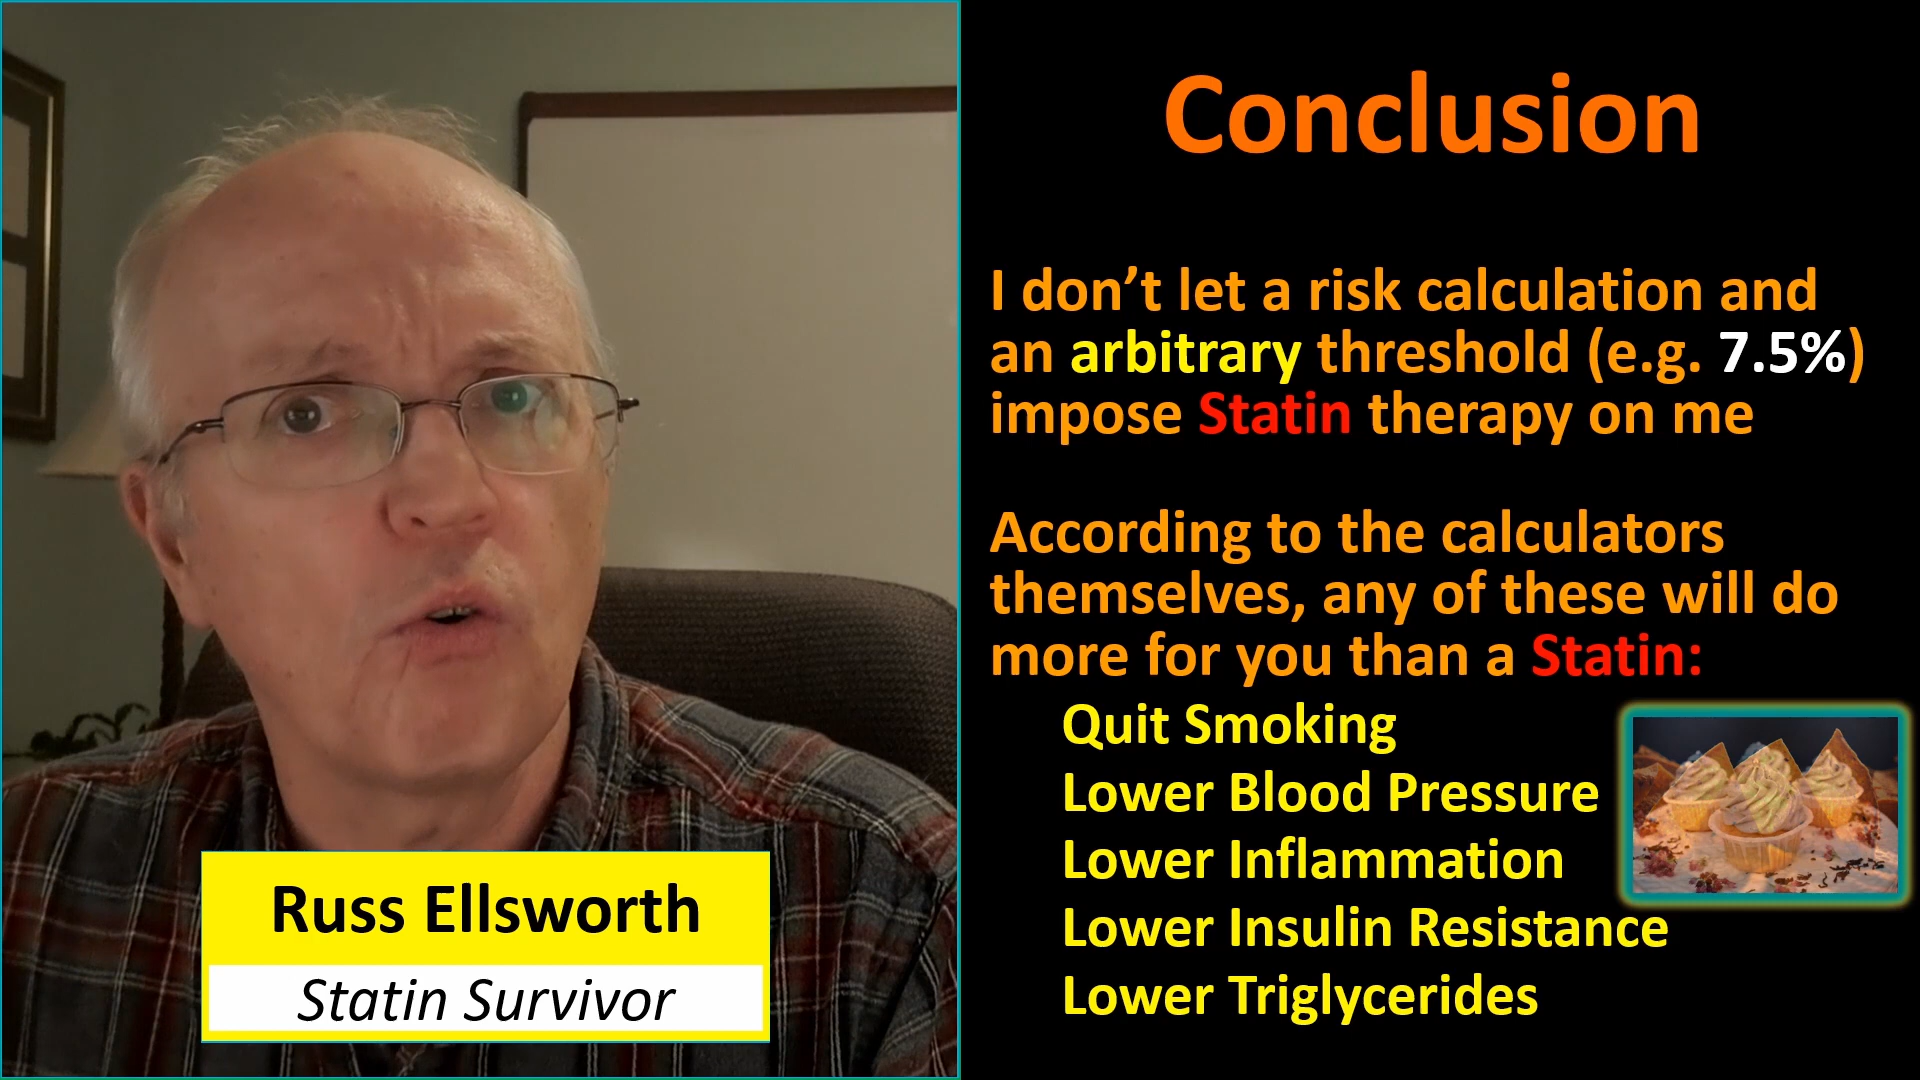 Conclusion
I don’t let a risk calculation and
an arbitrary threshold (e.g. 7.5%)
impose Statin therapy on me
According to the calculators
themselves, any of these will do
more for you than a Statin:
Quit Smoking
Lower Blood Pressure
Lower Inflammation
Lower Insulin Resistance
Lower Triglycerides
Russ Ellsworth
Statin Survivor